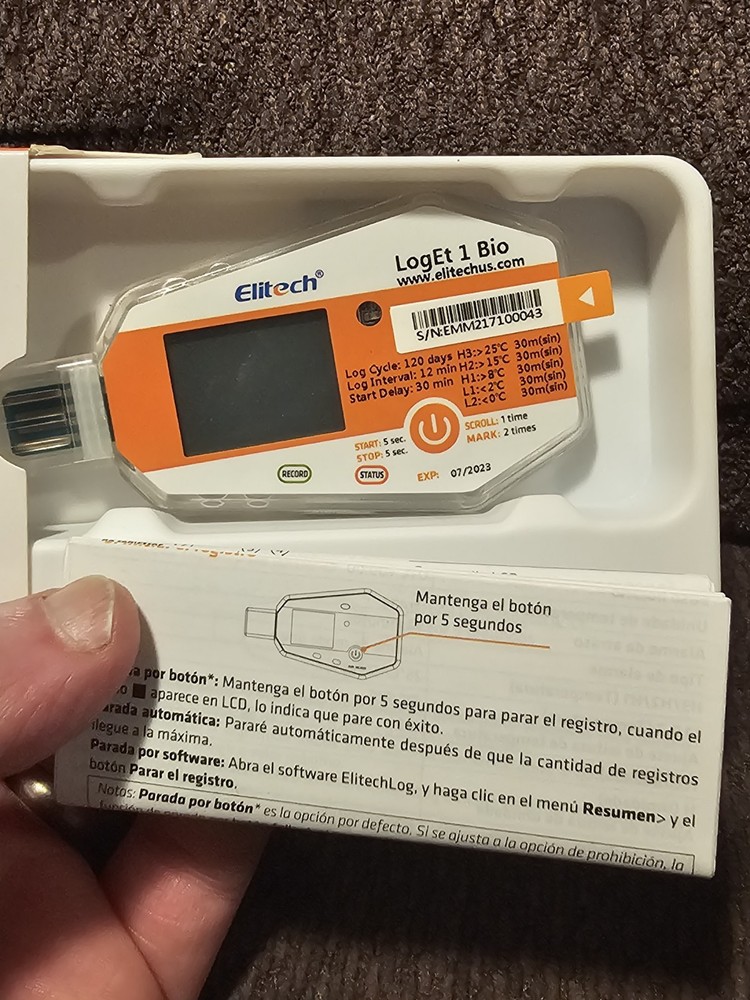 Elitech®
LogEt 1 Bio
www.elitechus.com
S/N:EMM217100043
Log Cycle: 120 days
Log Interval: 12 min
Start Delay: 30 min
H3:>25°C 30m(sin)
H2:>15°C 30m(sin)
H1:>8°C 30m(sin)
L1:<2°C 30m(sin)
L2:<0°C 30m(sin)
START: 5 sec.
STOP: 5 sec.
SCROLL: 1 time
MARK: 2 times
RECORD
STATUS
EXP: 07/2023
Mantenga el botón
por 5 segundos
por botón*: Mantenga el botón por 5 segundos para parar el registro, cuando el
aparece en LCD, lo indica que pare con éxito.
automática: Pararé automáticamente después de que la cantidad de registros
llegue a la máxima.
Parada por software: Abra el software ElitechLog, y haga clic en el menú Resumen> y el
botón Parar el registro.
Notas: Parada por botón* es la opción por defecto. Si se ajusta a la opción de prohibición, la